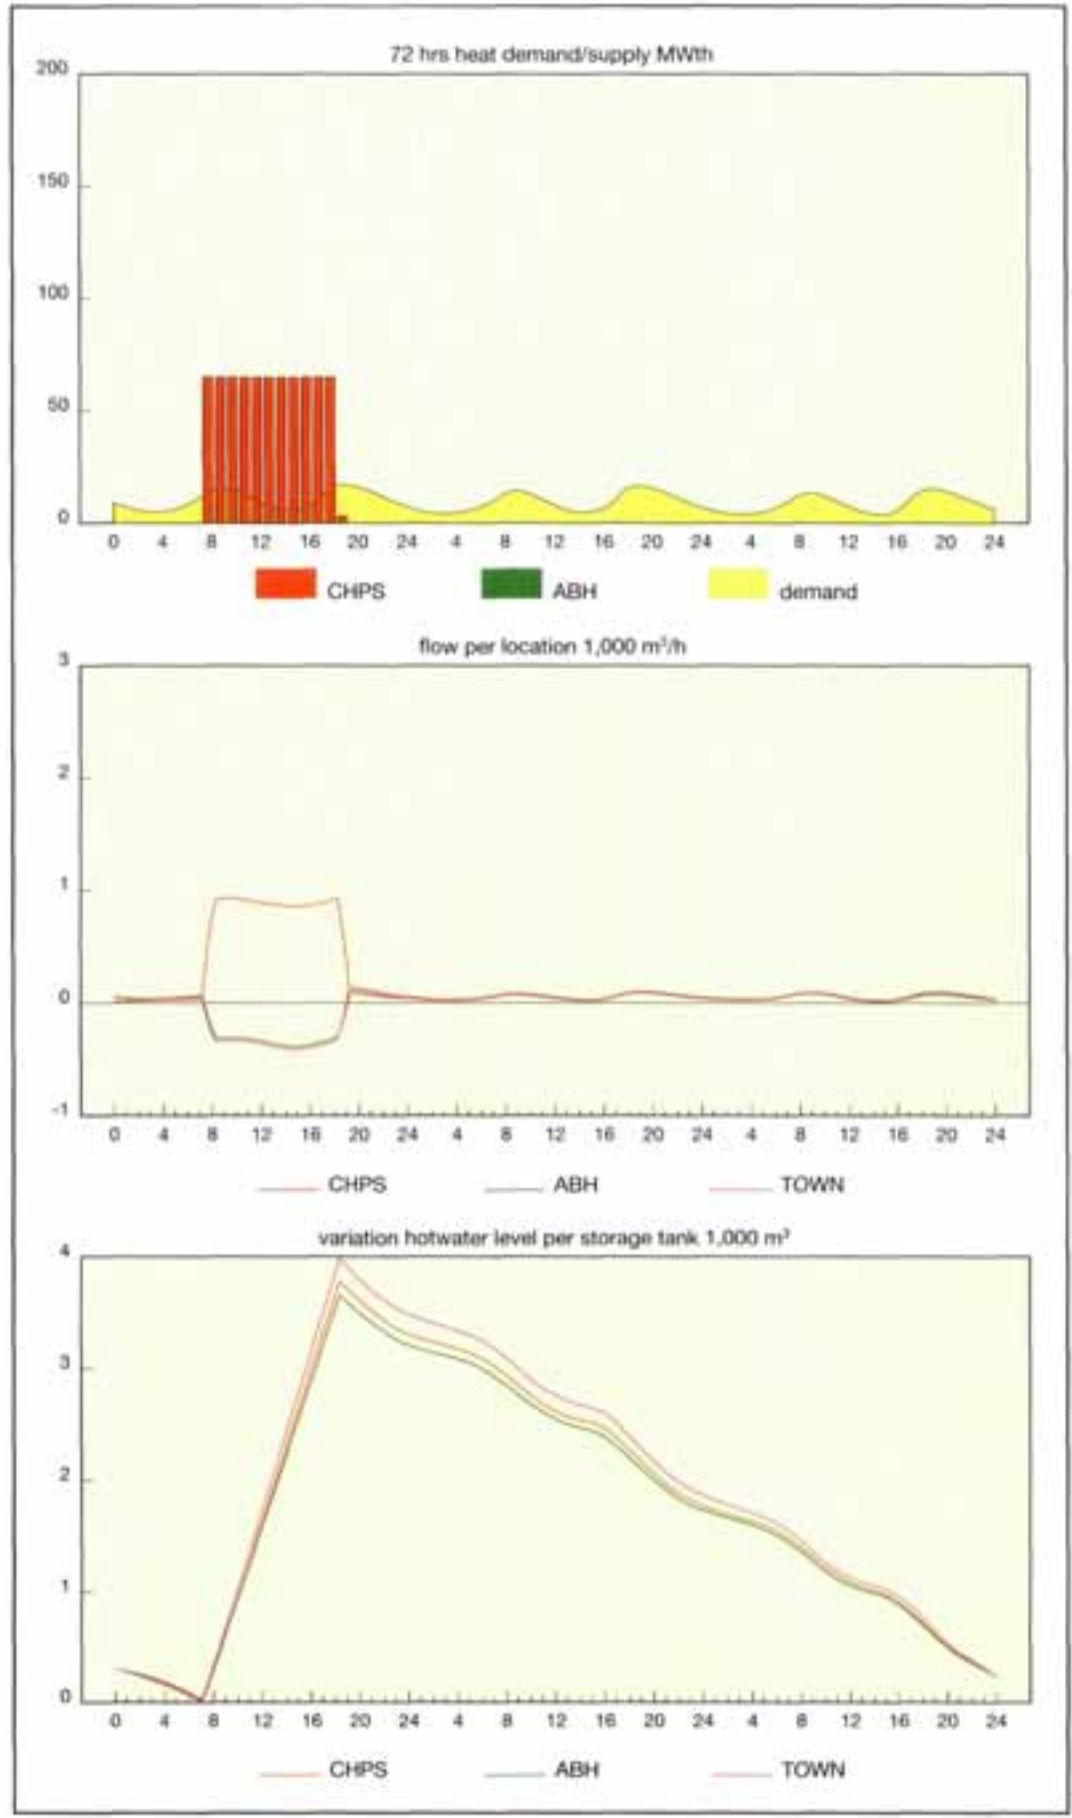 72 hrs heat demand/supply MWth
200
150
100
50
0
0 4 8 12 16 20 24 4 8 12 16 20 24 4 8 12 16 20 24
CHPS ABH demand
flow per location 1,000 m³/h
3
2
1
0
-1
0 4 8 12 16 20 24 4 8 12 16 20 24 4 8 12 16 20 24
CHPS ABH TOWN
variation hotwater level per storage tank 1,000 m³
4
3
2
1
0
0 4 8 12 16 20 24 4 8 12 16 20 24 4 8 12 16 20 24
CHPS ABH TOWN